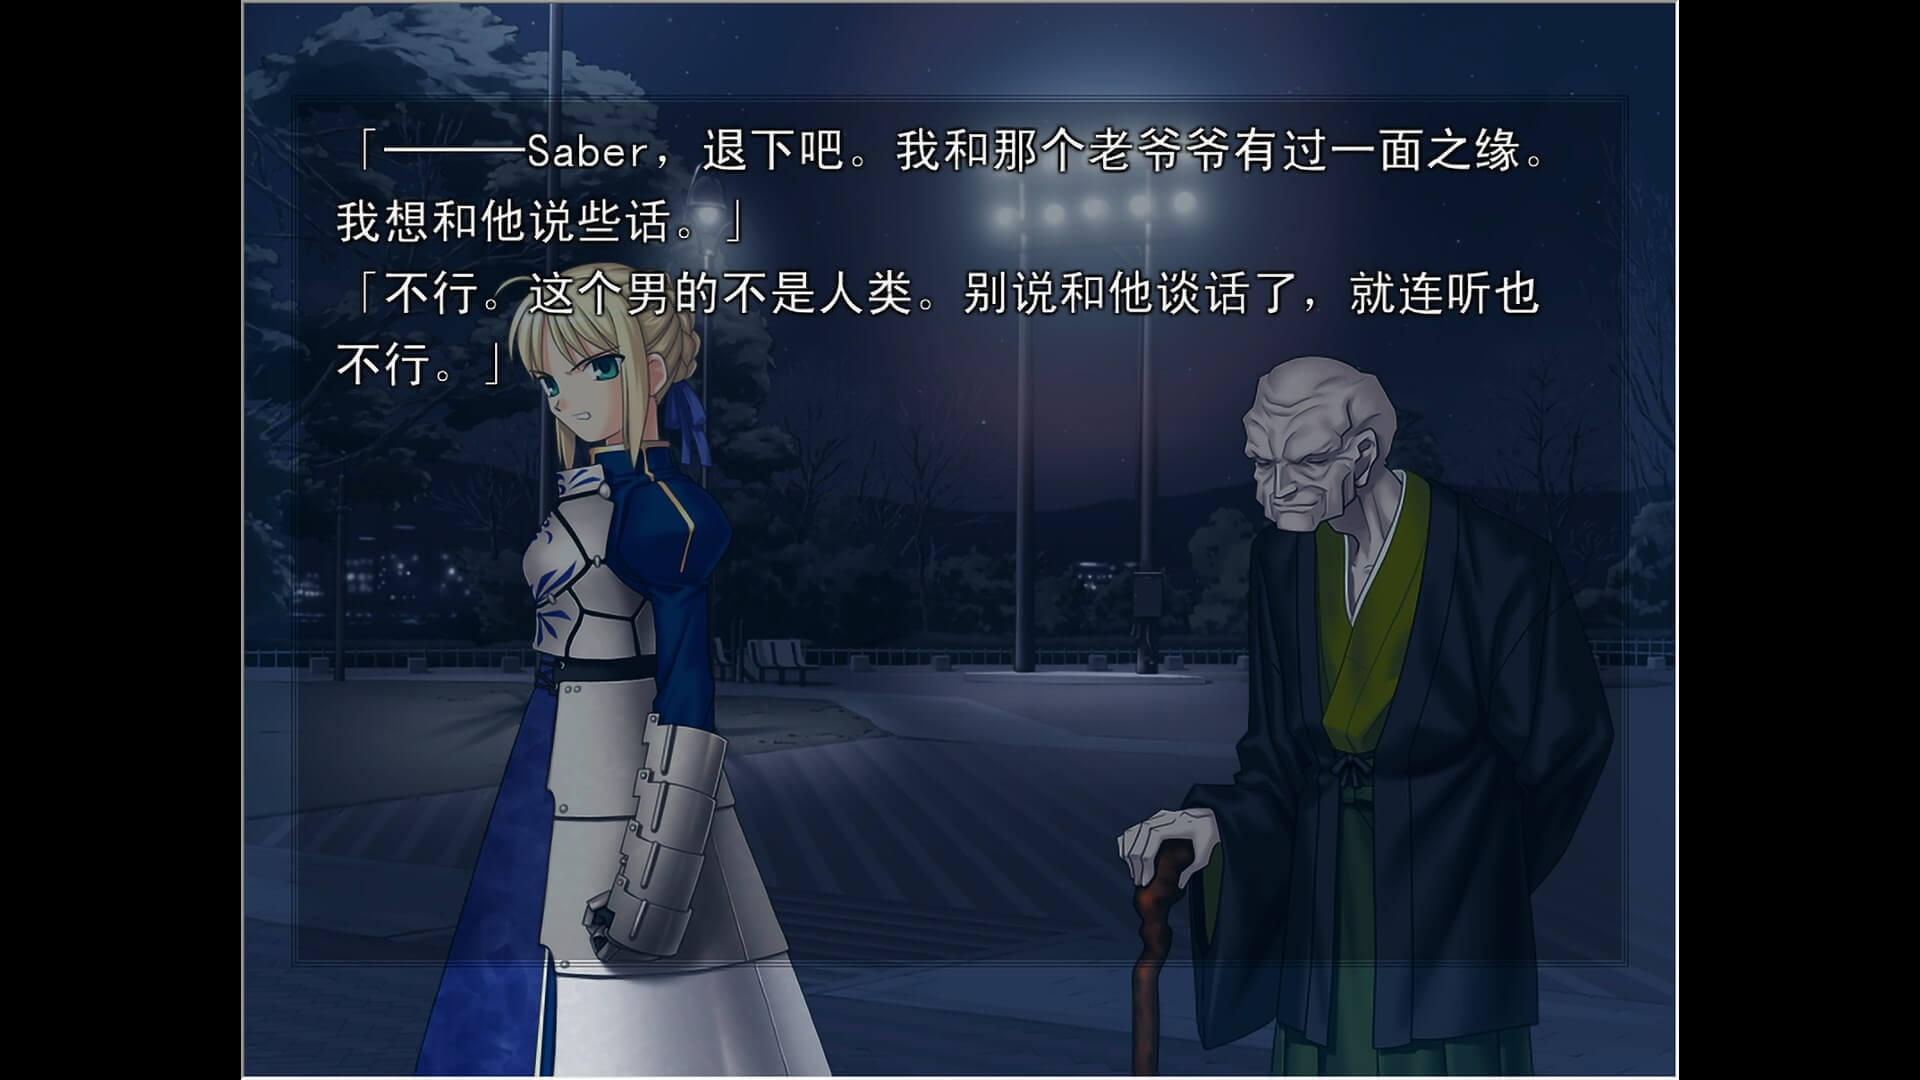 「———Saber，退下吧。我和那个老爷爷有过一面之缘。
我想和他说些话。」
「不行。这个男的不是人类。别说和他谈话了，就连听也
不行。」